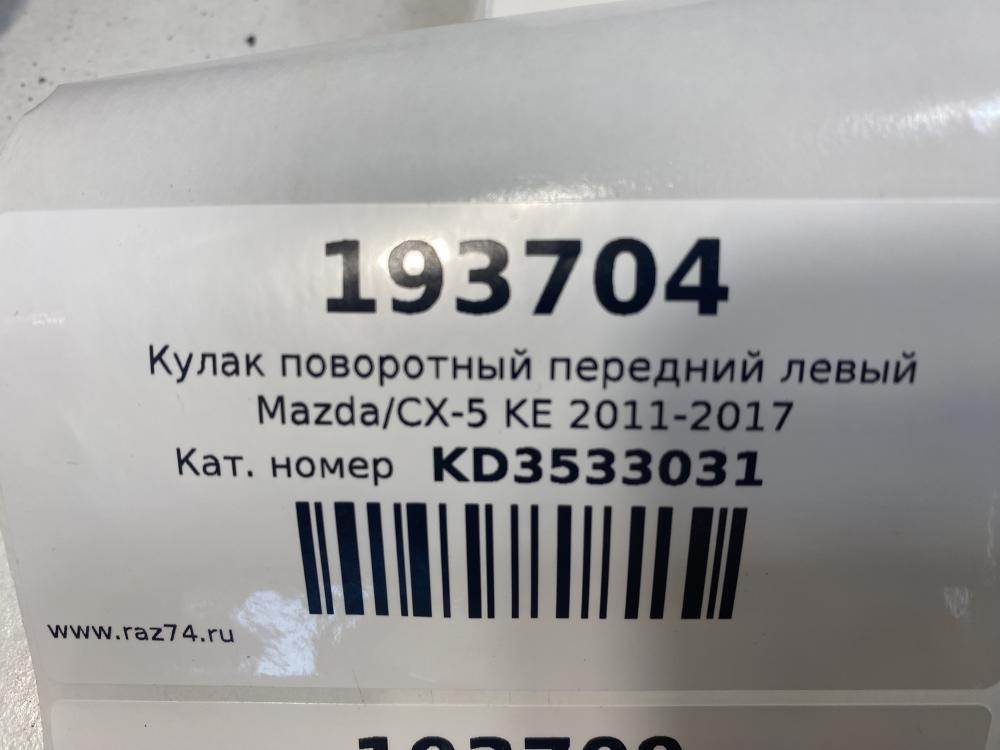 193704
Кулак поворотный передний левый
Mazda/CX-5 KE 2011-2017
Кат. номер KD3533031
www.raz74.ru